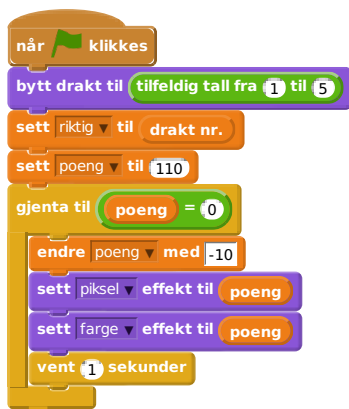 når klikkes
bytt drakt til tilfeldig tall fra 1 til 5
sett riktig til drakt nr.
sett poeng til 110
gjenta til poeng = 0
endre poeng med -10
sett piksel effekt til poeng
sett farge effekt til poeng
vent 1 sekunder